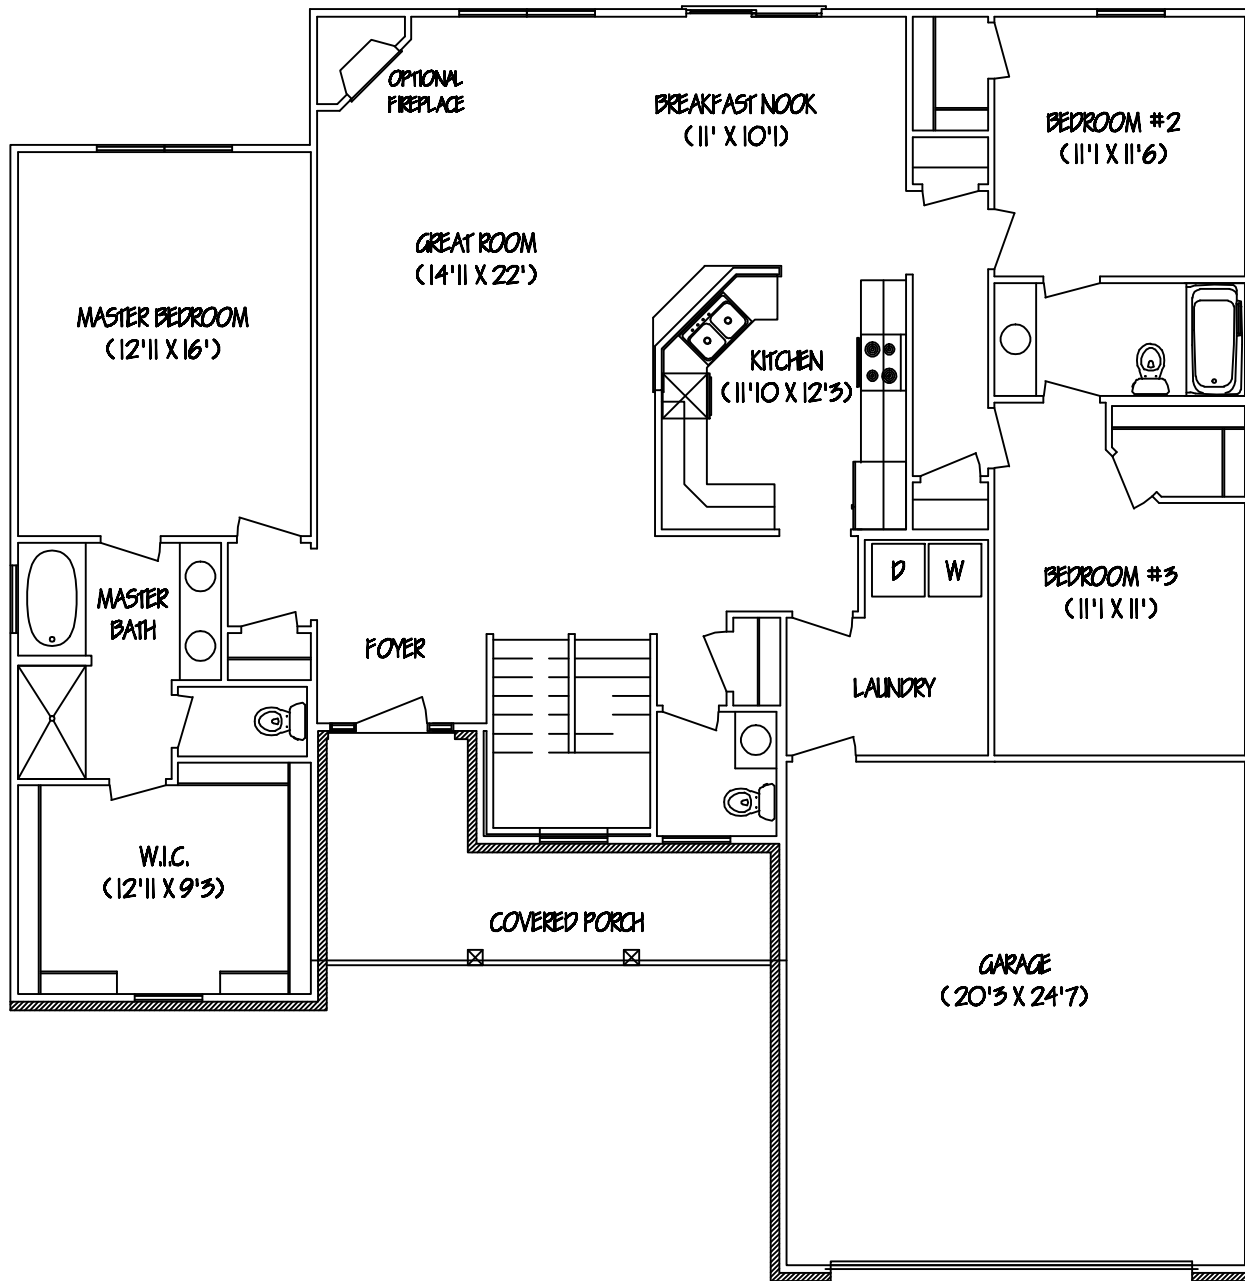 OPTIONAL
FIREPLACE
BREAKFAST NOOK
(11' X 10'1)
BEDROOM #2
(11'1 X 11'6)
GREAT ROOM
(14'11 X 22')
MASTER BEDROOM
(12'11 X 16')
KITCHEN
(11'10 X 12'3)
MASTER
BATH
D
W
BEDROOM #3
(11'1 X 11')
FOYER
LAUNDRY
W.I.C.
(12'11 X 9'3)
COVERED PORCH
GARAGE
(20'3 X 24'7)